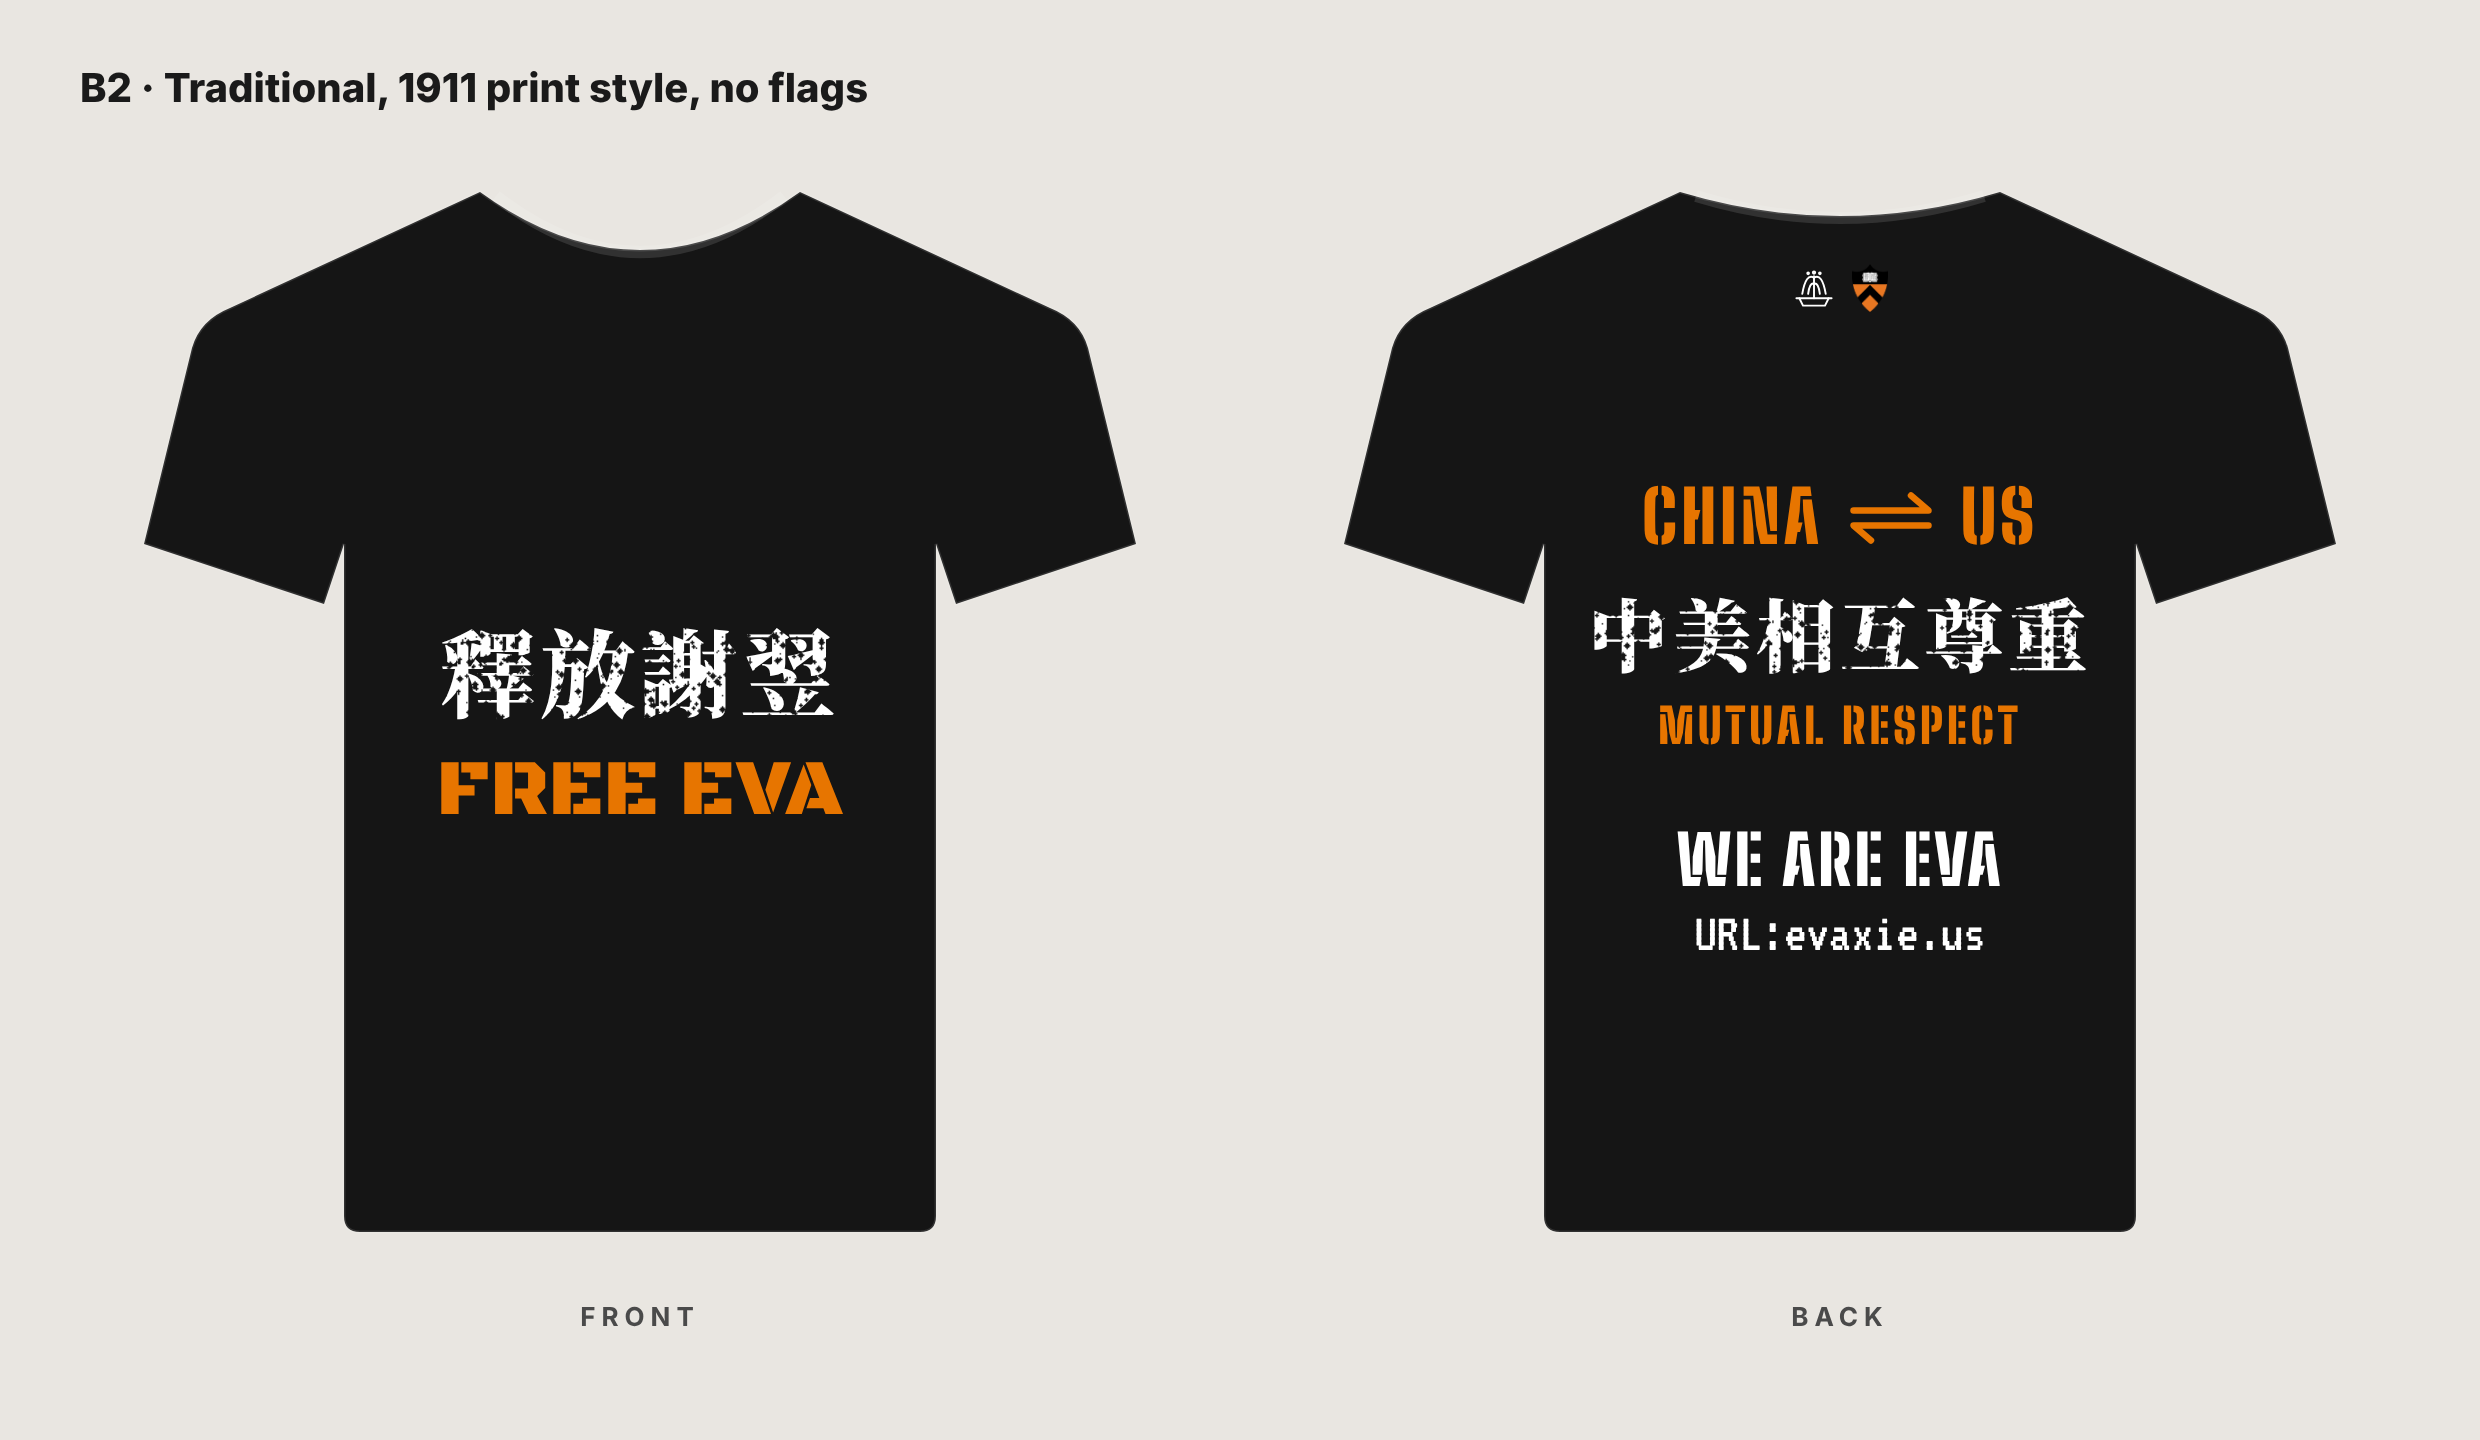 B2 · Traditional, 1911 print style, no flags
釋放謝翌
FREE EVA
FRONT
CHINA ⇌ US
中美相互尊重
MUTUAL RESPECT
WE ARE EVA
URL:evaxie.us
BACK